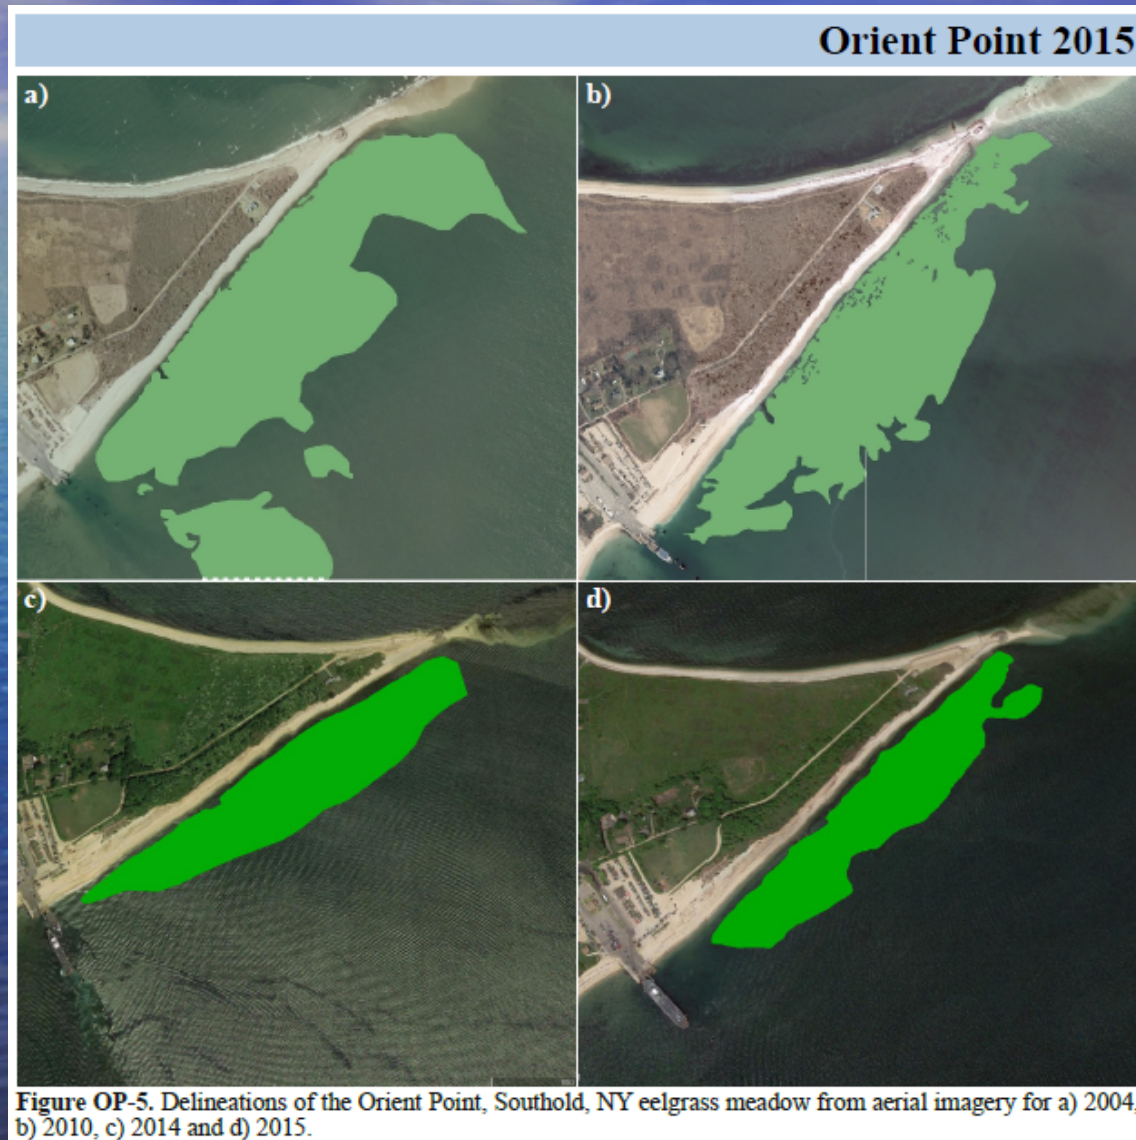 Orient Point 2015
a)
b)
c)
d)
Figure OP-5. Delineations of the Orient Point, Southold, NY eelgrass meadow from aerial imagery for a) 2004,
b) 2010, c) 2014 and d) 2015.